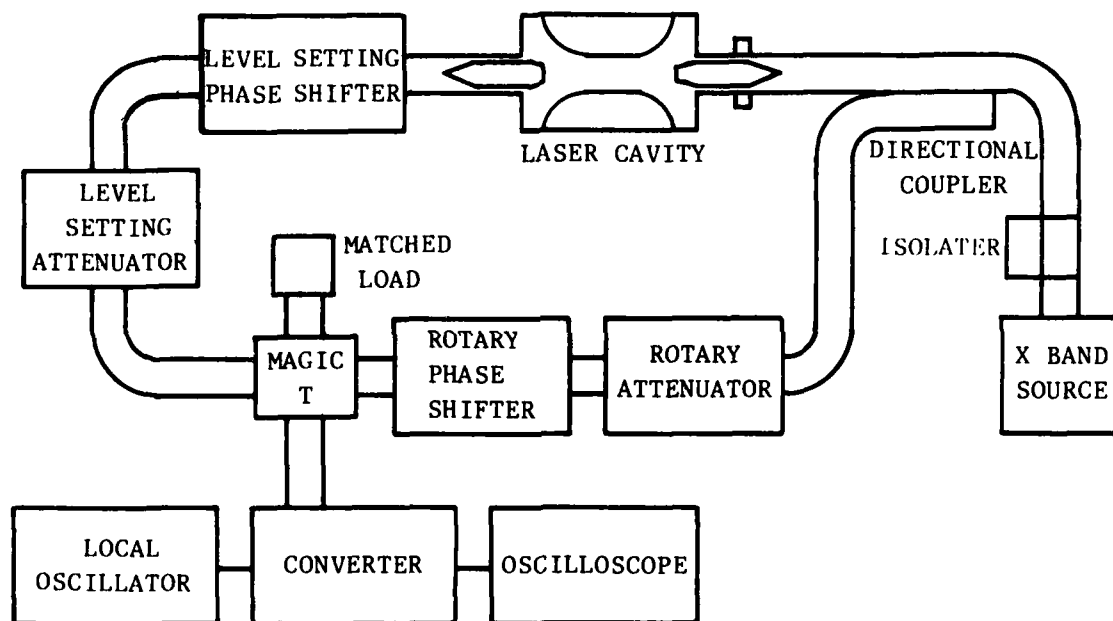 LEVEL SETTING
PHASE SHIFTER
LASER CAVITY
DIRECTIONAL
COUPLER
LEVEL
SETTING
ATTENUATOR
MATCHED
LOAD
ISOLATER
MAGIC
T
ROTARY
PHASE
SHIFTER
ROTARY
ATTENUATOR
X BAND
SOURCE
LOCAL
OSCILLATOR
CONVERTER
OSCILLOSCOPE